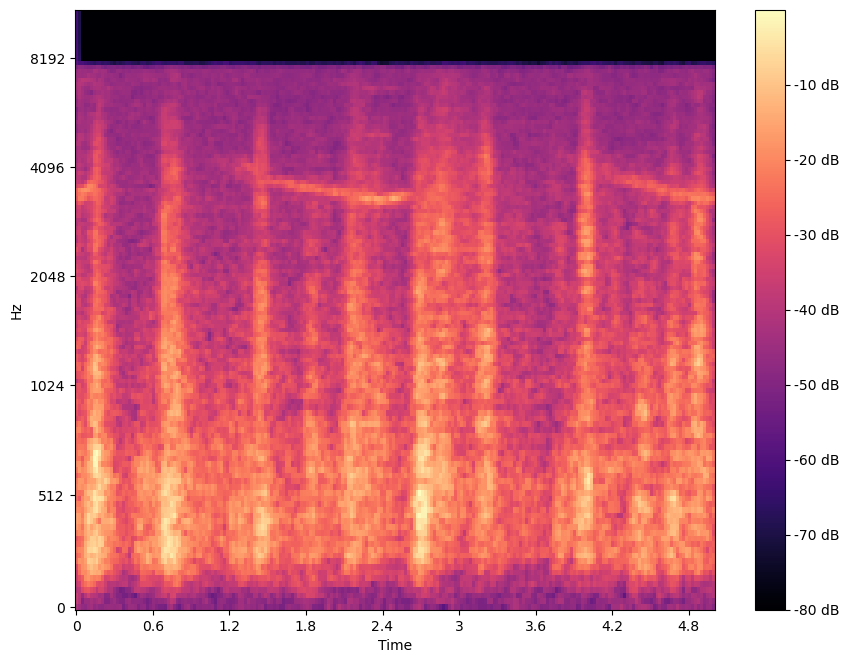 8192
4096
2048
1024
512
0
Hz
0 0.6 1.2 1.8 2.4 3 3.6 4.2 4.8
Time
-10 dB
-20 dB
-30 dB
-40 dB
-50 dB
-60 dB
-70 dB
-80 dB